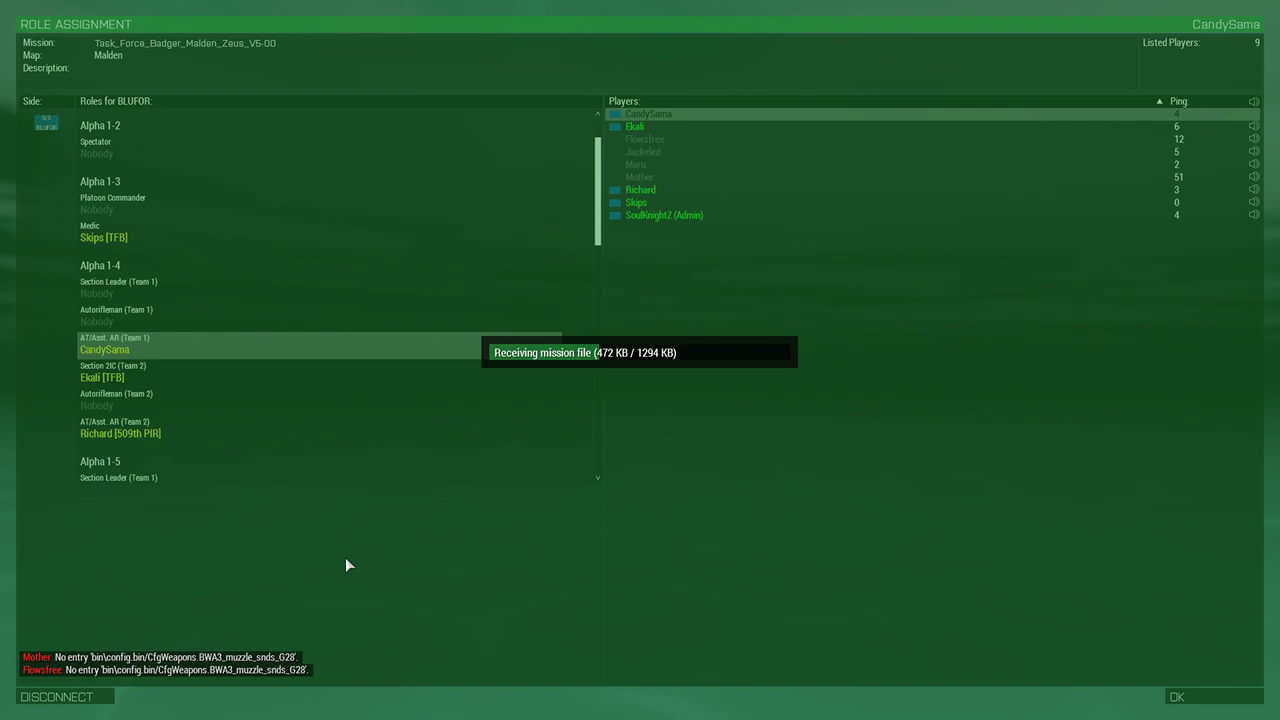 ROLE ASSIGNMENT CandySama
Mission: Task_Force_Badger_Malden_Zeus_V5-00 Listed Players: 9
Map: Malden
Description:
Side: Roles for BLUFOR: Players: Ping:
BLUFOR
Alpha 1-2
Spectator
Nobody
Alpha 1-3
Platoon Commander
Nobody
Medic
Skips [TFB]
Alpha 1-4
Section Leader (Team 1)
Nobody
Autorifleman (Team 1)
Nobody
AT/Asst. AR (Team 1)
CandySama
Section 2IC (Team 2)
Ekali [TFB]
Autorifleman (Team 2)
Nobody
AT/Asst. AR (Team 2)
Richard [509th PIR]
Alpha 1-5
Section Leader (Team 1)
CandySama 4
Ekali 6
Flowsfree 12
Jackeled 5
Maru 2
Mother 51
Richard 3
Skips 0
SoulKnightZ (Admin) 4
Receiving mission file (472 KB / 1294 KB)
Mother No entry 'bin\config.bin/CfgWeapons.BWA3_muzzle_snds_G28'.
Flowsfree No entry 'bin\config.bin/CfgWeapons.BWA3_muzzle_snds_G28'.
DISCONNECT OK